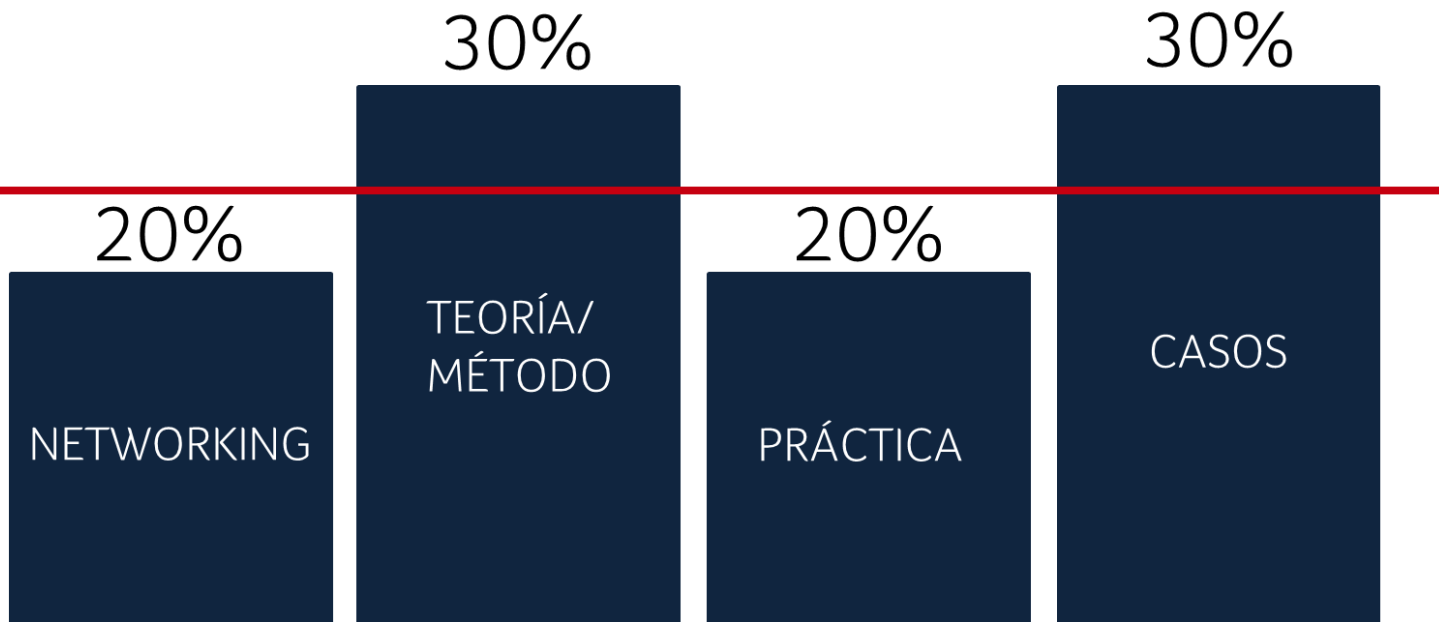 30%
30%
20%
20%
TEORÍA/
MÉTODO
CASOS
NETWORKING
PRÁCTICA